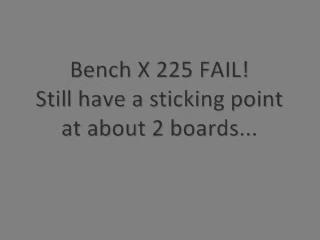 Bench X 225 FAIL!
Still have a sticking point
at about 2 boards...